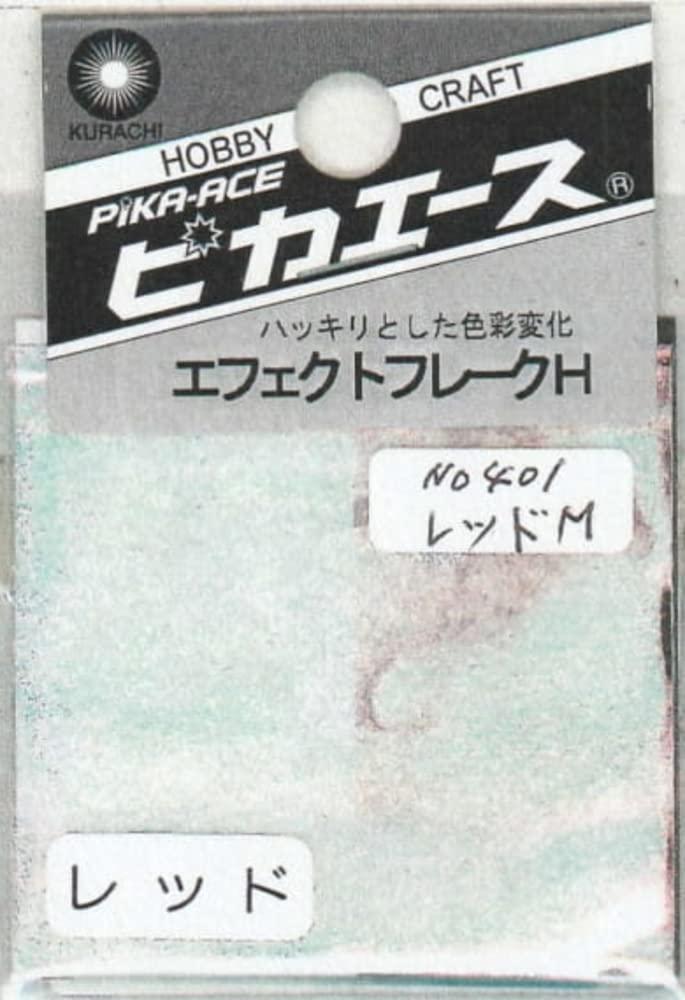 KURACHI
HOBBY CRAFT
PiKA-ACE
ピカエース®
ハッキリとした色彩変化
エフェクトフレークH
NO401
レッドM
レッド